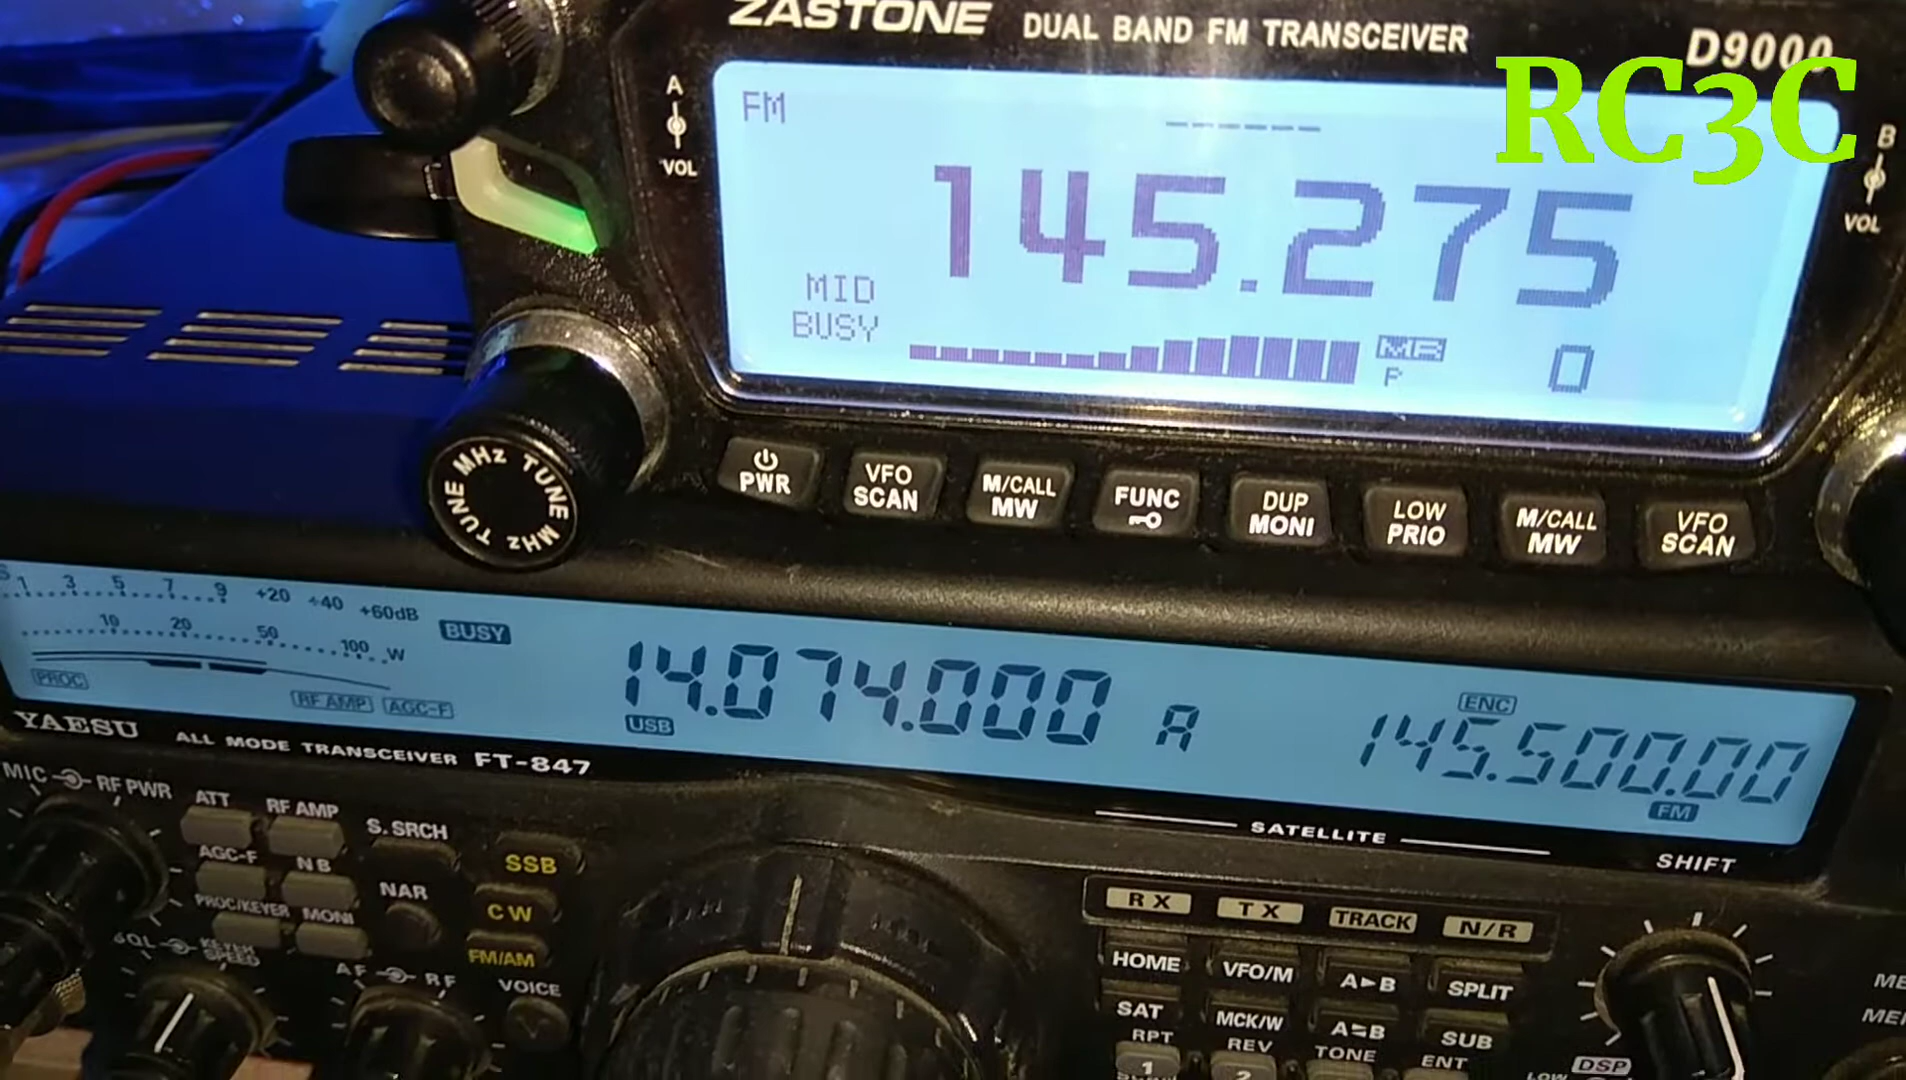 ZASTONE DUAL BAND FM TRANSCEIVER D9000
RC3C
A
VOL
B
VOL
FM
------
145.275
MID
BUSY
MR
P
0
PWR
VFO
SCAN
M/CALL
MW
FUNC
DUP
MONI
LOW
PRIO
M/CALL
MW
VFO
SCAN
TUNE MHz TUNE MHz
S 1 3 5 7 9 +20 +40 +60dB
10 20 50 100 W
BUSY
PROC
RF AMP
AGC-F
14.074.000
USB
A
ENC
145.500.00
FM
YAESU
ALL MODE TRANSCEIVER FT-847
SATELLITE
SHIFT
MIC RF PWR
ATT
RF AMP
S. SRCH
AGC-F
NB
NAR
PROC/KEYER
MONI
SSB
CW
FM/AM
SQL
KEYER
SPEED
AF RF
VOICE
RX
TX
TRACK
N/R
HOME
VFO/M
A►B
SPLIT
SAT
MCK/W
A≒B
SUB
RPT
REV
TONE
ENT
1
2
DSP
LOW